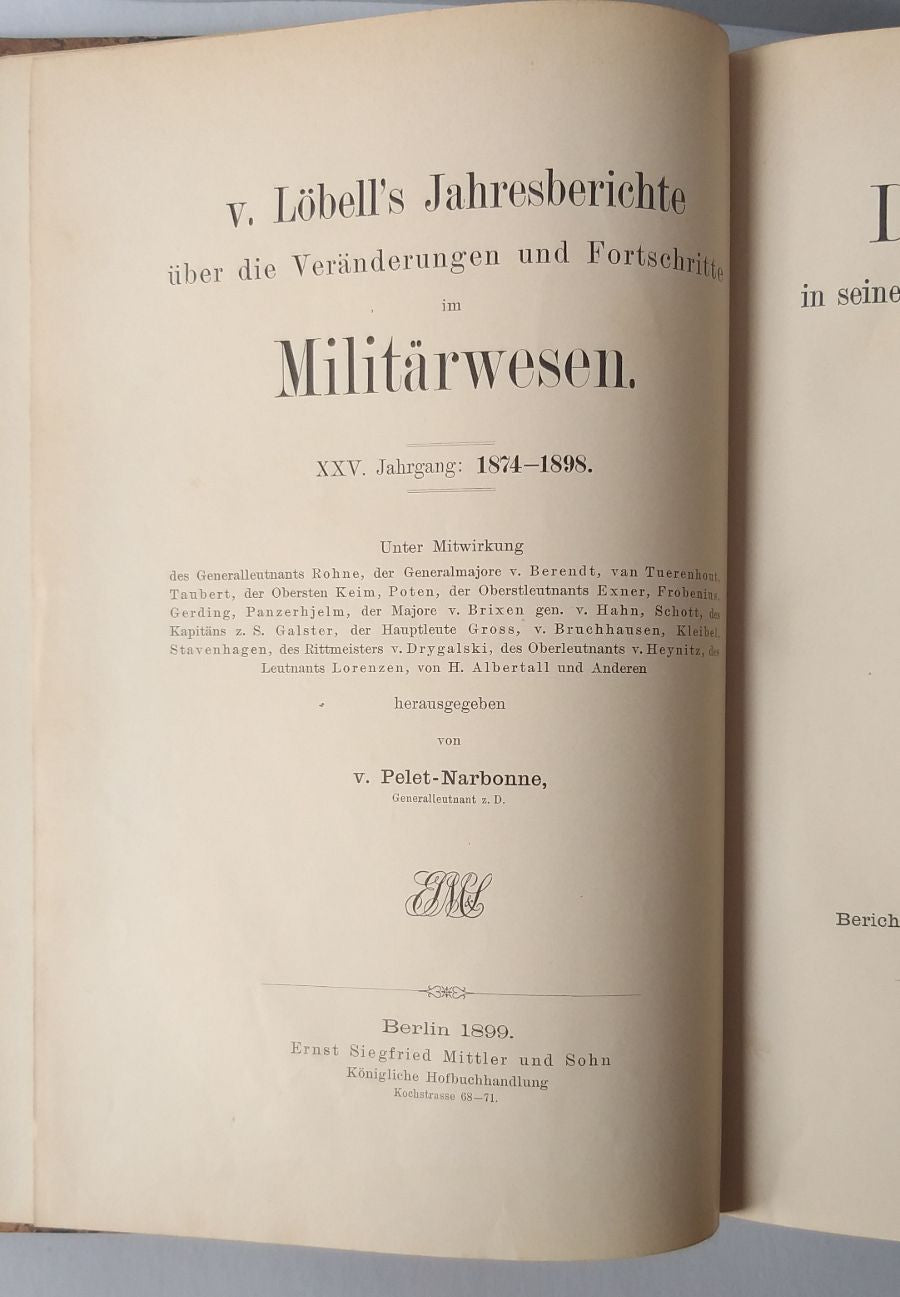 v. Löbell's Jahresberichte
über die Veränderungen und Fortschritte
im
Militärwesen.
XXV. Jahrgang: 1874—1898.
Unter Mitwirkung
des Generalleutnants Rohne, der Generalmajore v. Berendt, van Tuerenhout,
Taubert, der Obersten Keim, Poten, der Oberstleutnants Exner, Frobenius,
Gerding, Panzerhjelm, der Majore v. Brixen gen. v. Hahn, Schott, des
Kapitäns z. S. Galster, der Hauptleute Gross, v. Bruchhausen, Kleibel,
Stavenhagen, des Rittmeisters v. Drygalski, des Oberleutnants v. Heynitz, des
Leutnants Lorenzen, von H. Albertall und Anderen
herausgegeben
von
v. Pelet-Narbonne,
Generalleutnant z. D.
ESM&S
Berlin 1899.
Ernst Siegfried Mittler und Sohn
Königliche Hofbuchhandlung
Kochstrasse 68—71.
in seine
Berich